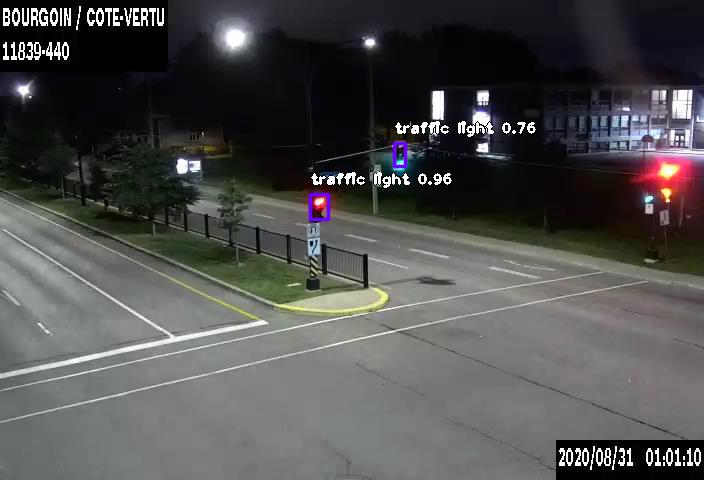 BOURGOIN / COTE-VERTU
11839-440
traffic light 0.76
traffic light 0.96
2020/08/31 01:01:10